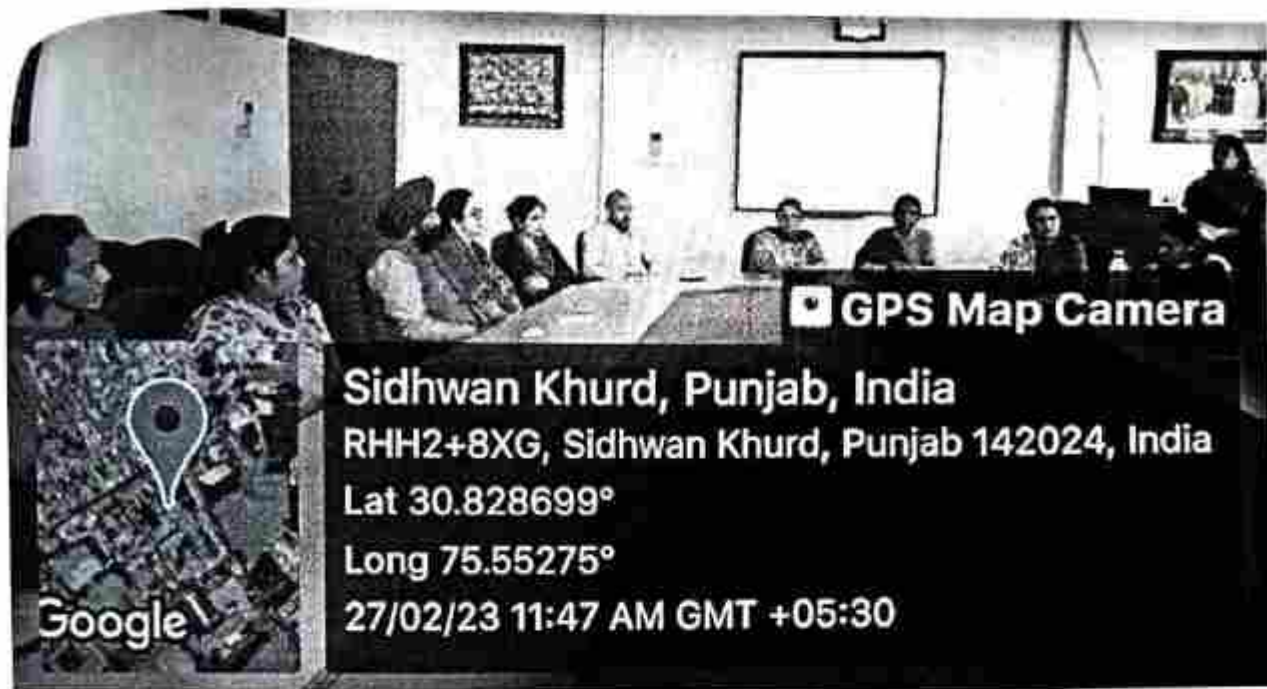 GPS Map Camera
Sidhwan Khurd, Punjab, India
RHH2+8XG, Sidhwan Khurd, Punjab 142024, India
Lat 30.828699°
Long 75.55275°
27/02/23 11:47 AM GMT +05:30
Google